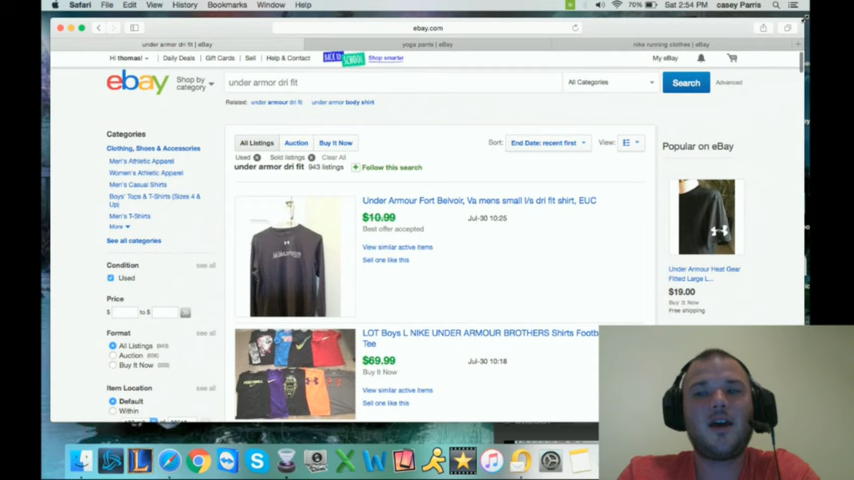 Safari File Edit View History Bookmarks Window Help 70% Sat 2:54 PM casey Parris
ebay.com
under armor dri fit | eBay yoga pants | eBay nike running clothes | eBay
Hi thomas! Daily Deals Gift Cards Sell Help & Contact BACK TO SCHOOL Shop smarter My eBay
ebay Shop by category under armor dri fit All Categories Search Advanced
Related: under armour dri fit under armor body shirt
Categories
Clothing, Shoes & Accessories
Men's Athletic Apparel
Women's Athletic Apparel
Men's Casual Shirts
Boys' Tops & T-Shirts (Sizes 4 & Up)
Men's T-Shirts
More
See all categories
Condition see all
Used
Price
$ to $
Format see all
All Listings (943)
Auction
Buy It Now
Item Location see all
Default
Within
All Listings Auction Buy It Now Sort: End Date: recent first View:
Used Sold listings Clear All
under armor dri fit 943 listings + Follow this search
Under Armour Fort Belvoir, Va mens small l/s dri fit shirt, EUC
$10.99 Jul-30 10:25
Best offer accepted
View similar active items
Sell one like this
LOT Boys L NIKE UNDER ARMOUR BROTHERS Shirts Footb
Tee
$69.99 Jul-30 10:18
Buy It Now
View similar active items
Sell one like this
Popular on eBay
Under Armour Heat Gear
Fitted Large L...
$19.00
Buy It Now
Free shipping